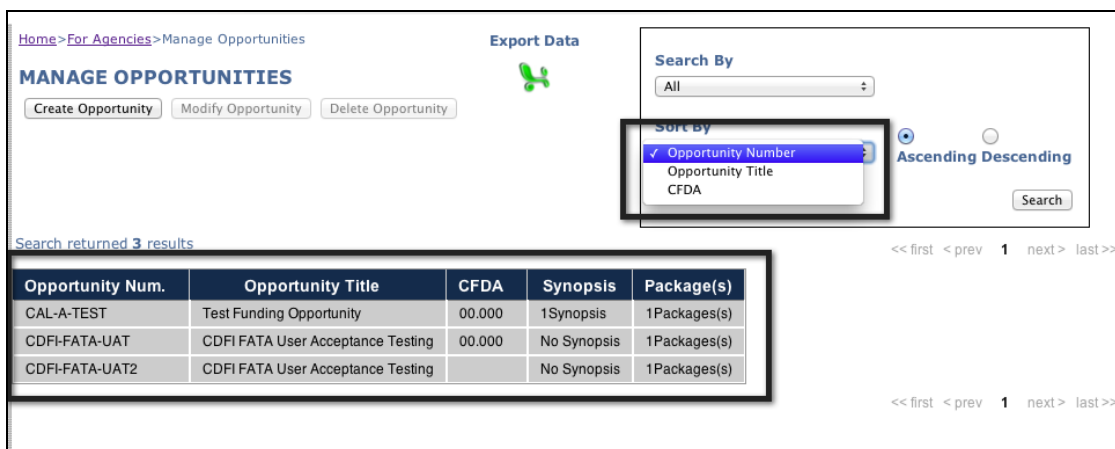 Home>For Agencies>Manage Opportunities
Export Data
MANAGE OPPORTUNITIES
Create Opportunity Modify Opportunity Delete Opportunity
Search By
All
Sort By
✓ Opportunity Number
Opportunity Title
CFDA
Ascending Descending
Search
Search returned 3 results
<< first < prev 1 next > last >>
Opportunity Num. Opportunity Title CFDA Synopsis Package(s)
CAL-A-TEST Test Funding Opportunity 00.000 1Synopsis 1Packages(s)
CDFI-FATA-UAT CDFI FATA User Acceptance Testing 00.000 No Synopsis 1Packages(s)
CDFI-FATA-UAT2 CDFI FATA User Acceptance Testing No Synopsis 1Packages(s)
<< first < prev 1 next > last >>